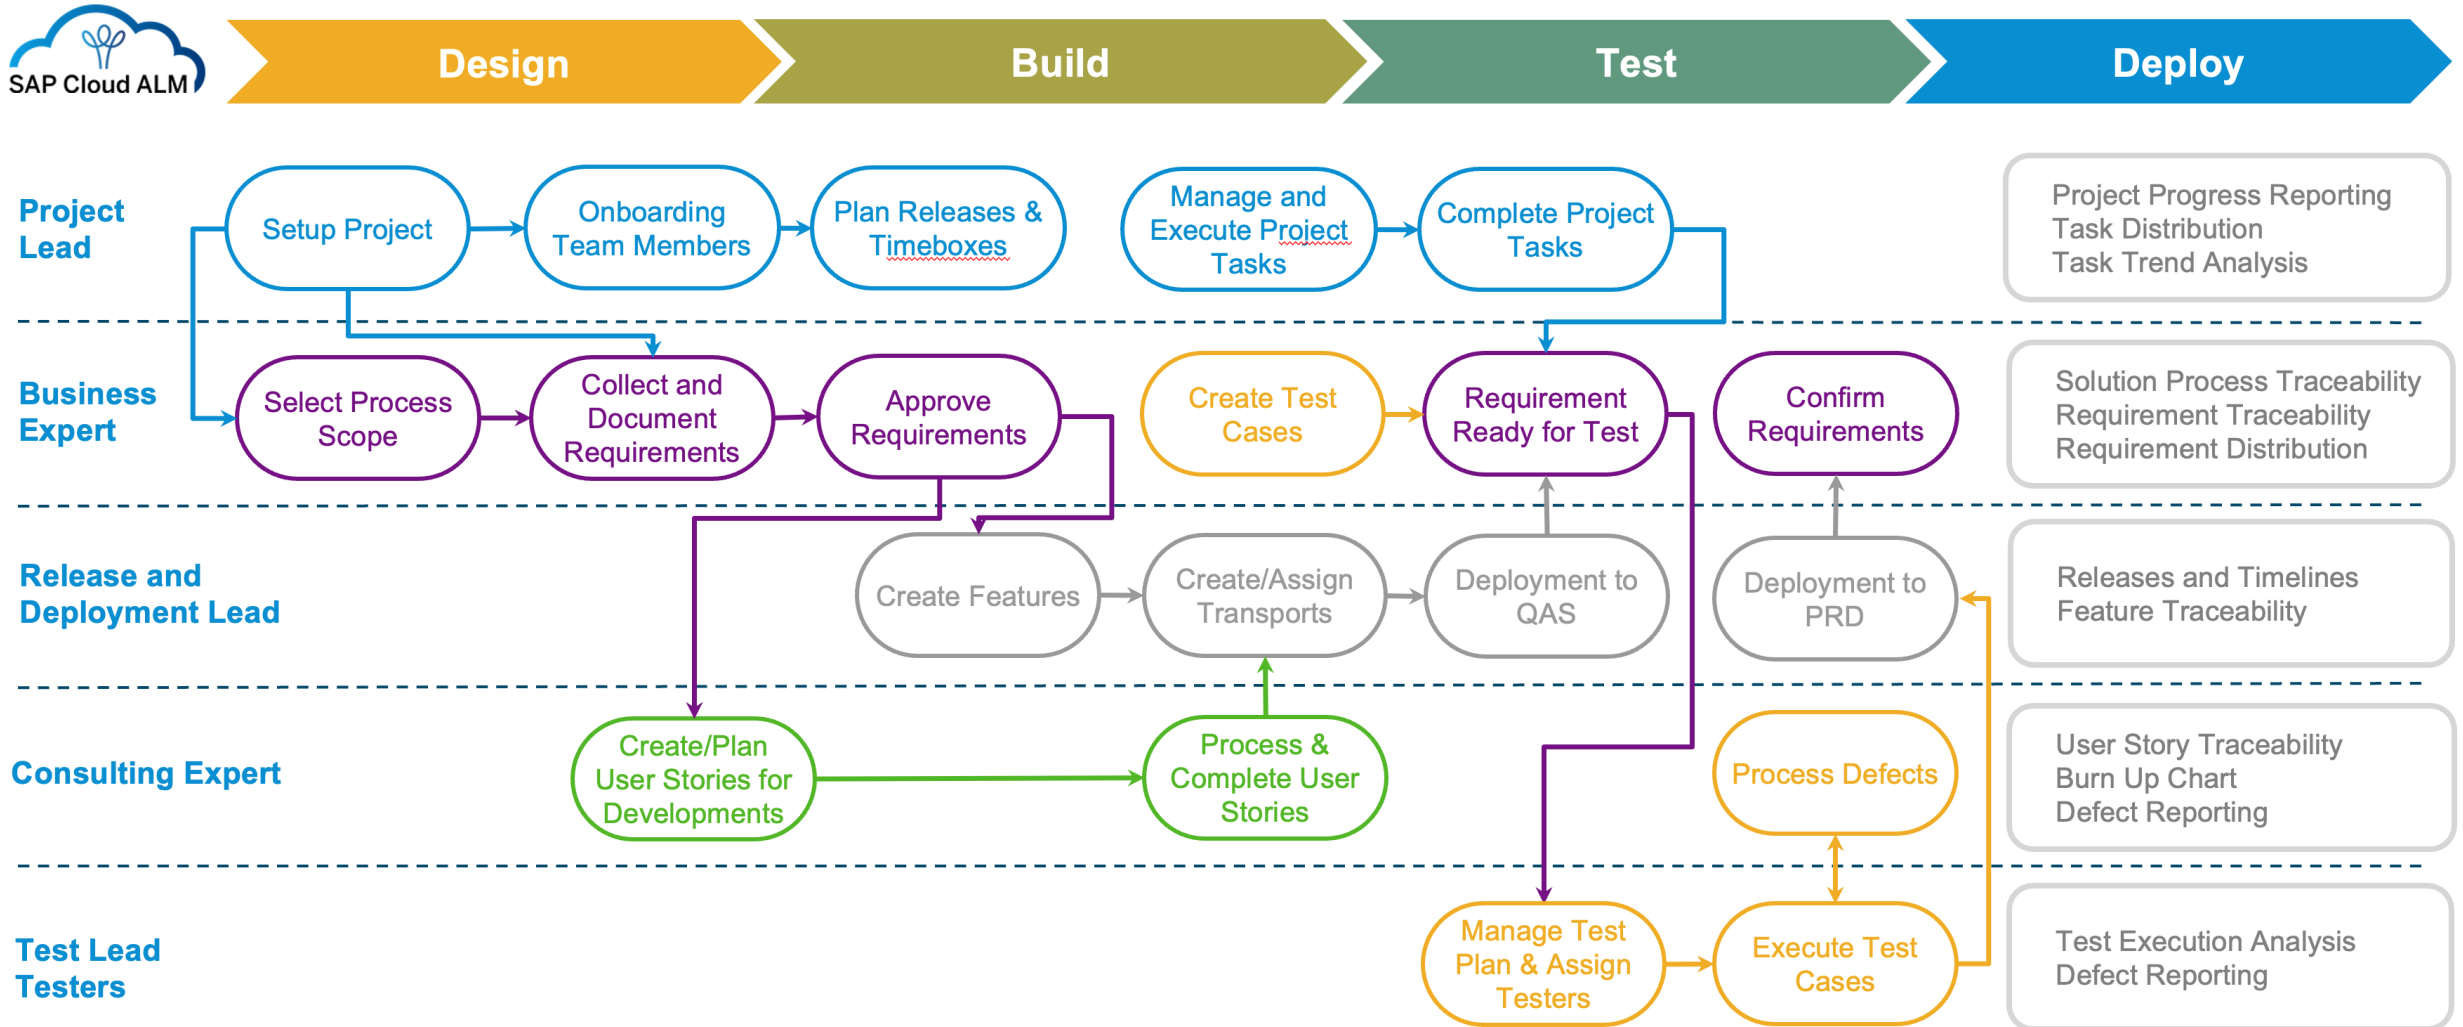 SAP Cloud ALM
Design
Build
Test
Deploy
Project
Lead
Setup Project
Onboarding
Team Members
Plan Releases &
Timeboxes
Manage and
Execute Project
Tasks
Complete Project
Tasks
Project Progress Reporting
Task Distribution
Task Trend Analysis
Business
Expert
Select Process
Scope
Collect and
Document
Requirements
Approve
Requirements
Create Test
Cases
Requirement
Ready for Test
Confirm
Requirements
Solution Process Traceability
Requirement Traceability
Requirement Distribution
Release and
Deployment Lead
Create Features
Create/Assign
Transports
Deployment to
QAS
Deployment to
PRD
Releases and Timelines
Feature Traceability
Consulting Expert
Create/Plan
User Stories for
Developments
Process &
Complete User
Stories
Process Defects
User Story Traceability
Burn Up Chart
Defect Reporting
Test Lead
Testers
Manage Test
Plan & Assign
Testers
Execute Test
Cases
Test Execution Analysis
Defect Reporting